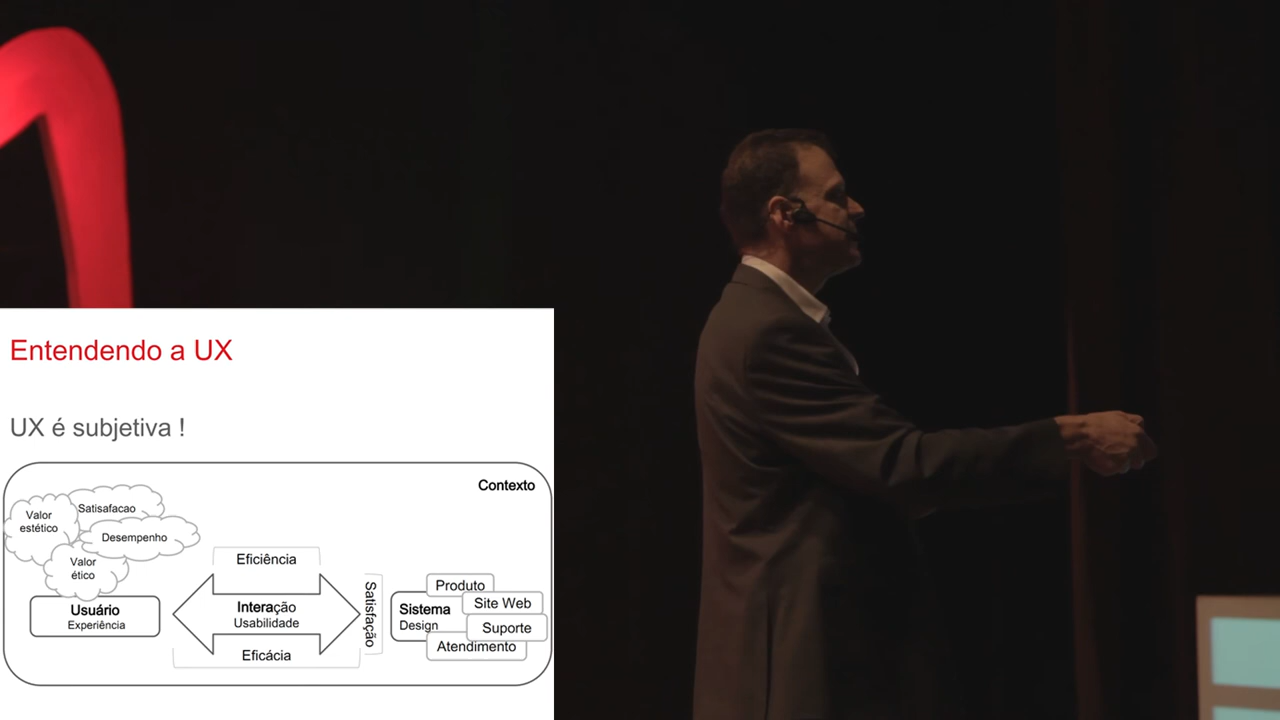 Entendendo a UX
UX é subjetiva !
Contexto
Valor
estético
Satisafacao
Desempenho
Valor
ético
Usuário
Experiência
Eficiência
Interação
Usabilidade
Eficácia
Satisfação
Sistema
Design
Produto
Site Web
Suporte
Atendimento